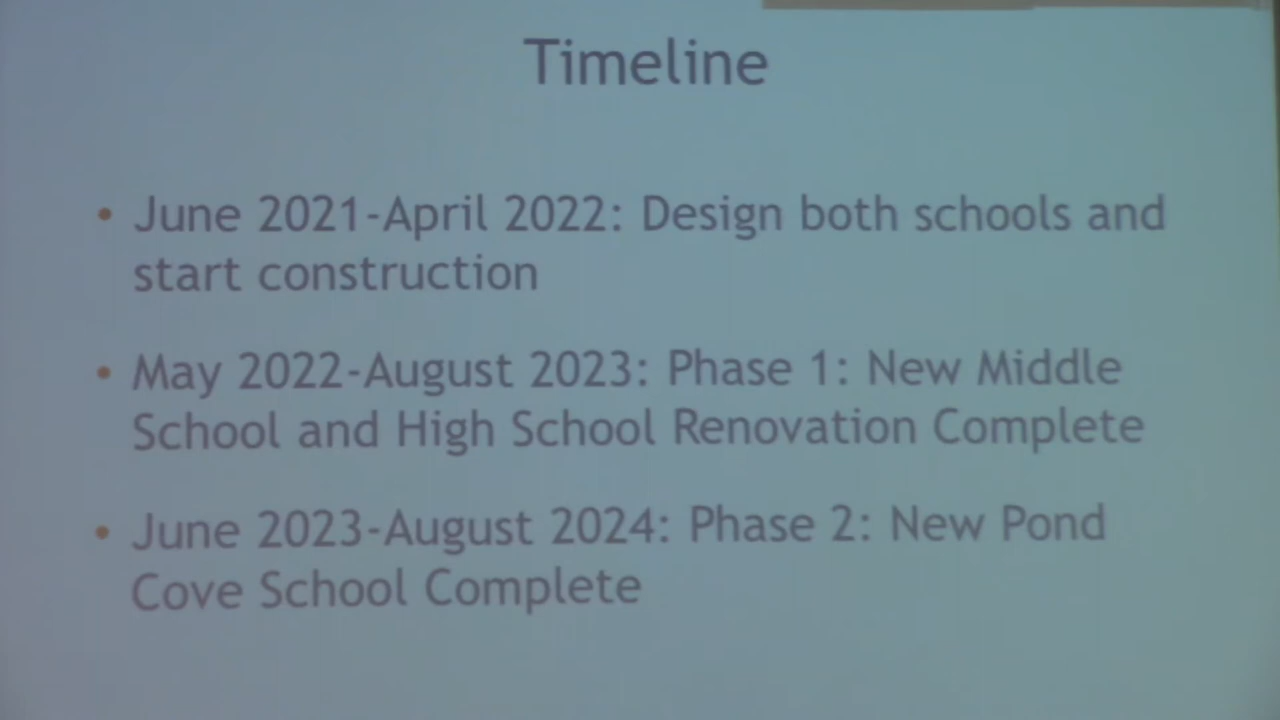 Timeline
• June 2021-April 2022: Design both schools and
start construction
• May 2022-August 2023: Phase 1: New Middle
School and High School Renovation Complete
• June 2023-August 2024: Phase 2: New Pond
Cove School Complete